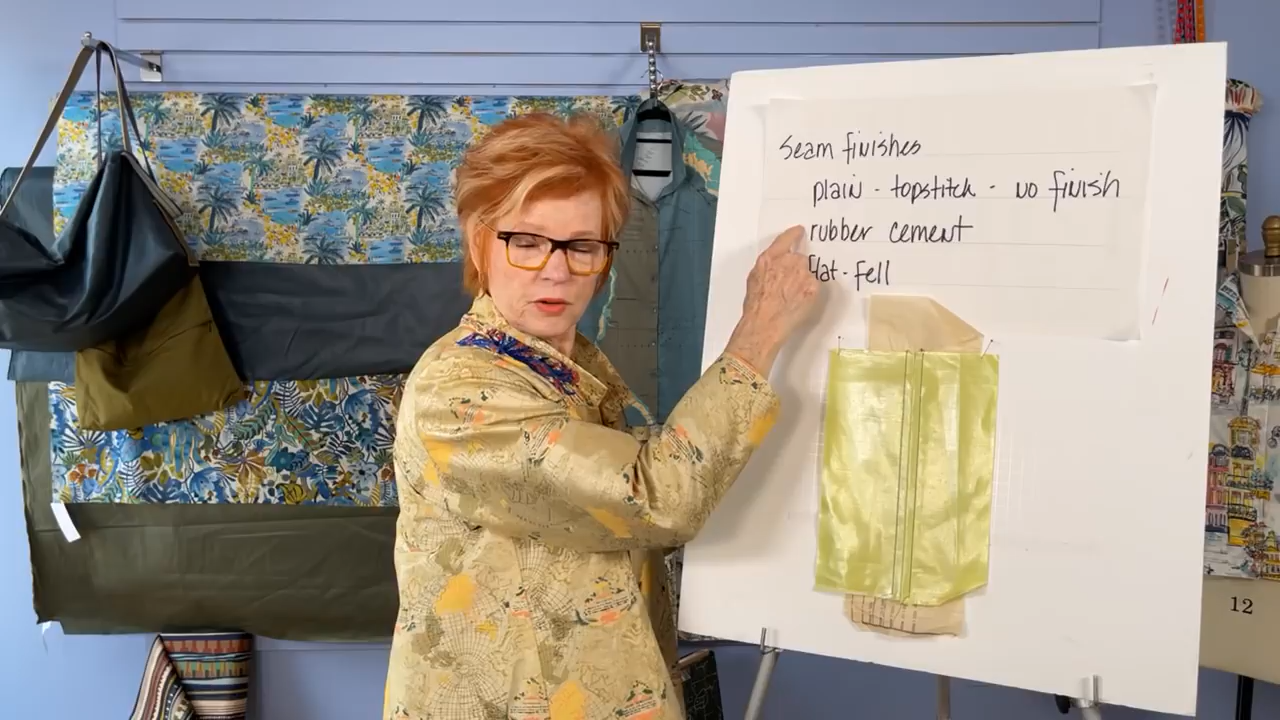 Seam finishes
plain - topstitch - no finish
rubber cement
flat - fell
12